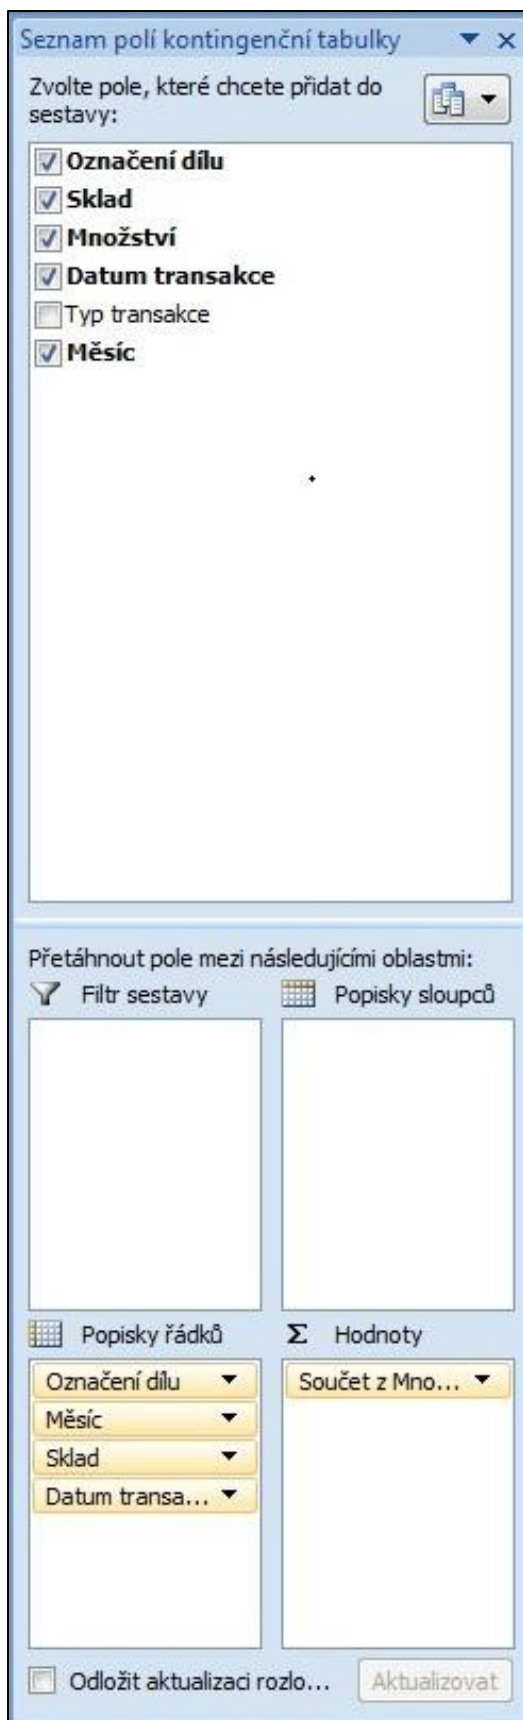 Seznam polí kontingenční tabulky
Zvolte pole, které chcete přidat do
sestavy:
Označení dílu
Sklad
Množství
Datum transakce
Typ transakce
Měsíc
Přetáhnout pole mezi následujícími oblastmi:
Filtr sestavy
Popisky sloupců
Popisky řádků
Σ Hodnoty
Označení dílu
Měsíc
Sklad
Datum transa...
Součet z Mno...
Odložit aktualizaci rozlo...
Aktualizovat